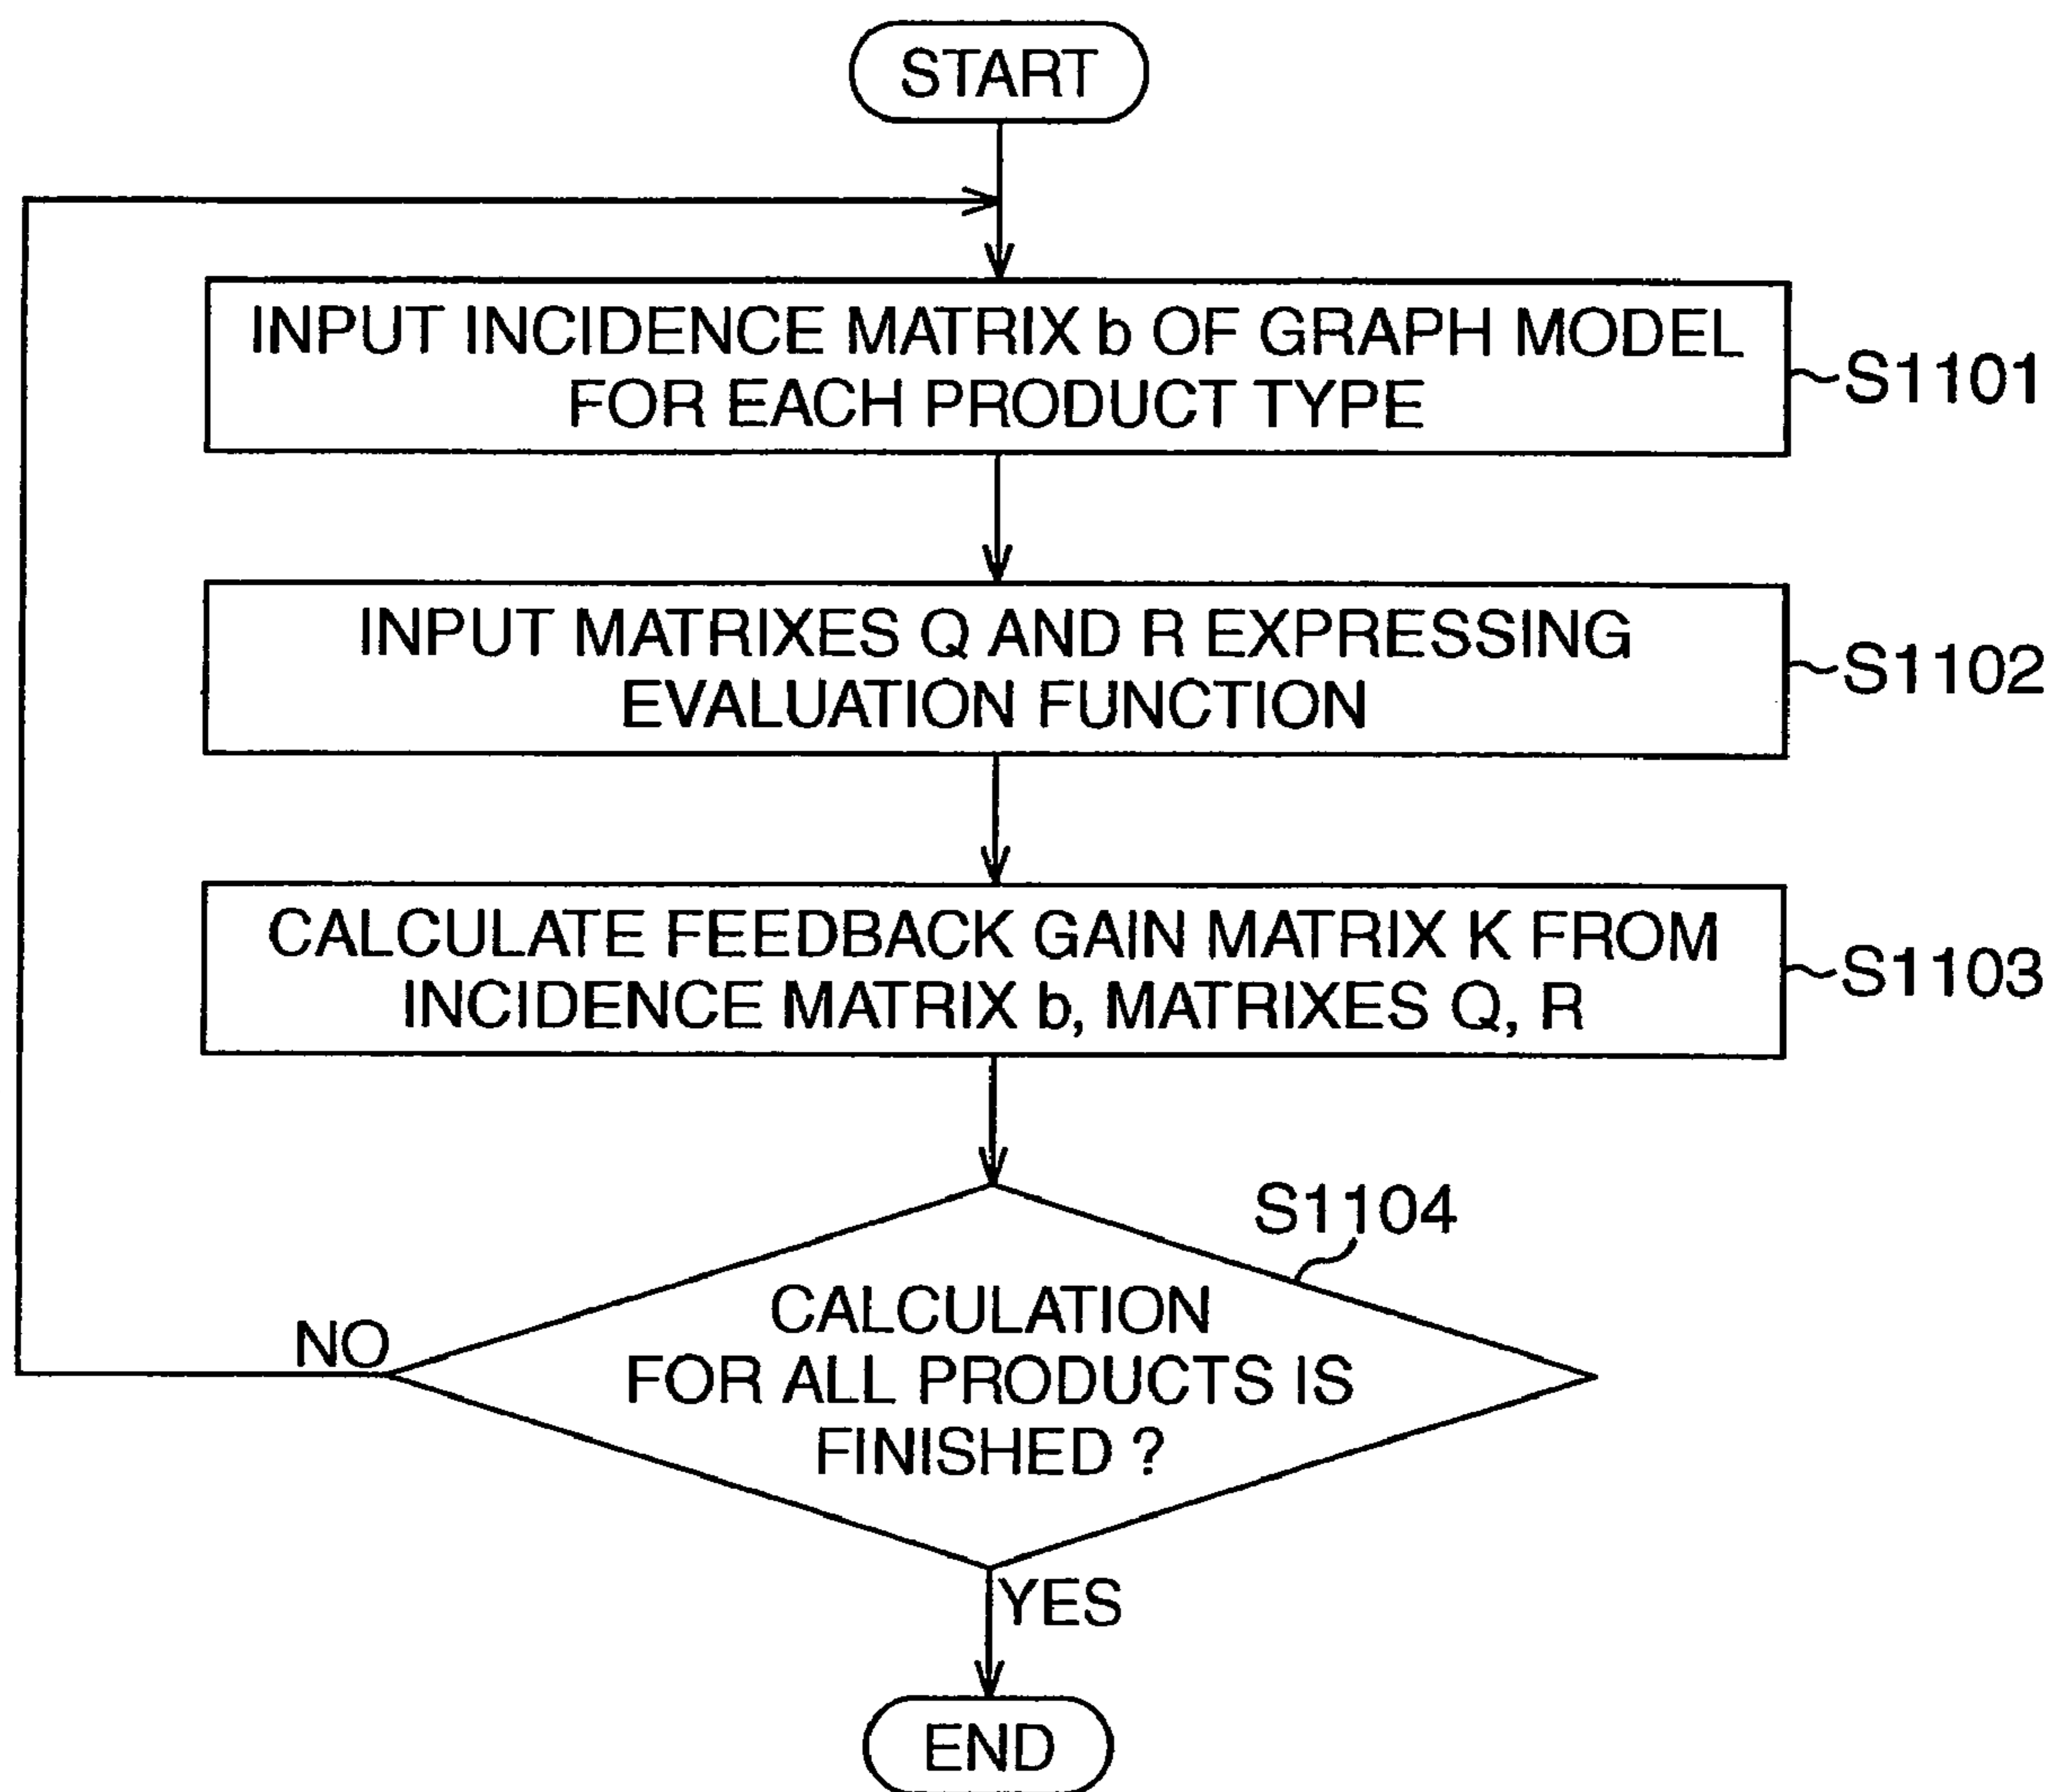 START
INPUT INCIDENCE MATRIX b OF GRAPH MODEL
FOR EACH PRODUCT TYPE
S1101
INPUT MATRIXES Q AND R EXPRESSING
EVALUATION FUNCTION
S1102
CALCULATE FEEDBACK GAIN MATRIX K FROM
INCIDENCE MATRIX b, MATRIXES Q, R
S1103
S1104
CALCULATION
FOR ALL PRODUCTS IS
FINISHED ?
NO
YES
END